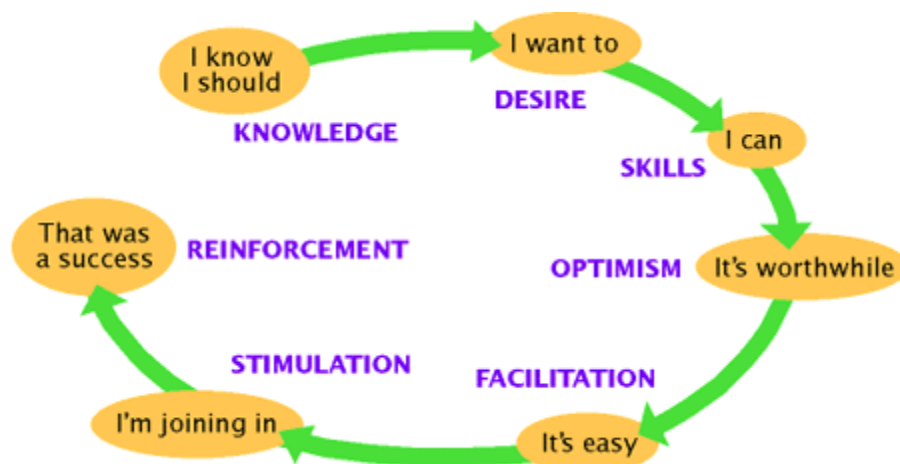 I know
I should
KNOWLEDGE
I want to
DESIRE
I can
SKILLS
It's worthwhile
OPTIMISM
It's easy
FACILITATION
I'm joining in
STIMULATION
That was
a success
REINFORCEMENT